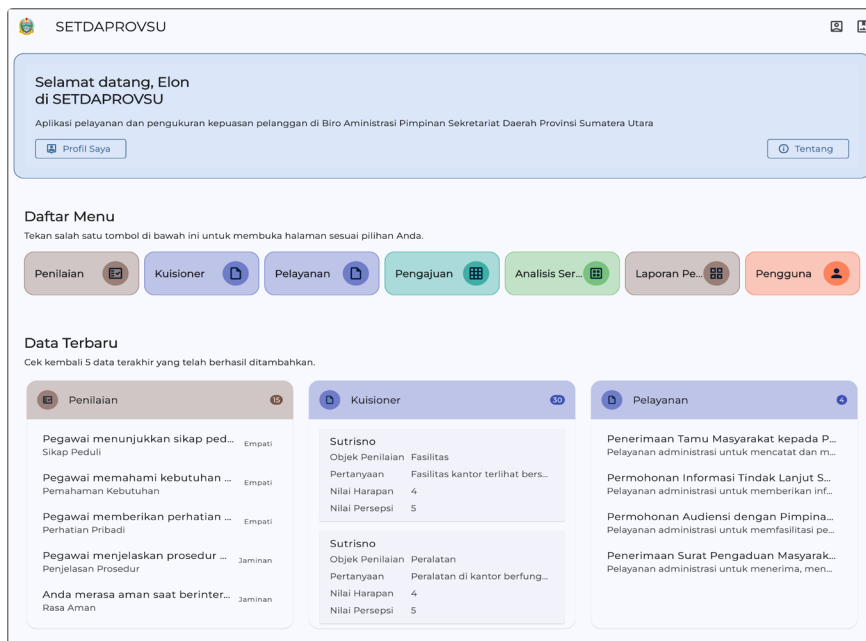 SETDAPROVSU
Selamat datang, Elon
di SETDAPROVSU
Aplikasi pelayanan dan pengukuran kepuasan pelanggan di Biro Aministrasi Pimpinan Sekretariat Daerah Provinsi Sumatera Utara
Profil Saya
Tentang
Daftar Menu
Tekan salah satu tombol di bawah ini untuk membuka halaman sesuai pilihan Anda.
Penilaian
Kuisioner
Pelayanan
Pengajuan
Analisis Ser...
Laporan Pe...
Pengguna
Data Terbaru
Cek kembali 5 data terakhir yang telah berhasil ditambahkan.
Penilaian 15
Pegawai menunjukkan sikap ped... Empati
Sikap Peduli
Pegawai memahami kebutuhan ... Empati
Pemahaman Kebutuhan
Pegawai memberikan perhatian ... Empati
Perhatian Pribadi
Pegawai menjelaskan prosedur ... Jaminan
Penjelasan Prosedur
Anda merasa aman saat berinter... Jaminan
Rasa Aman
Kuisioner 30
Sutrisno
Objek Penilaian Fasilitas
Pertanyaan Fasilitas kantor terlihat bers...
Nilai Harapan 4
Nilai Persepsi 5
Sutrisno
Objek Penilaian Peralatan
Pertanyaan Peralatan di kantor berfung...
Nilai Harapan 4
Nilai Persepsi 5
Pelayanan 4
Penerimaan Tamu Masyarakat kepada P...
Pelayanan administrasi untuk mencatat dan m...
Permohonan Informasi Tindak Lanjut S...
Pelayanan administrasi untuk memberikan inf...
Permohonan Audiensi dengan Pimpina...
Pelayanan administrasi untuk memfasilitasi pe...
Penerimaan Surat Pengaduan Masyarak...
Pelayanan administrasi untuk menerima, men...